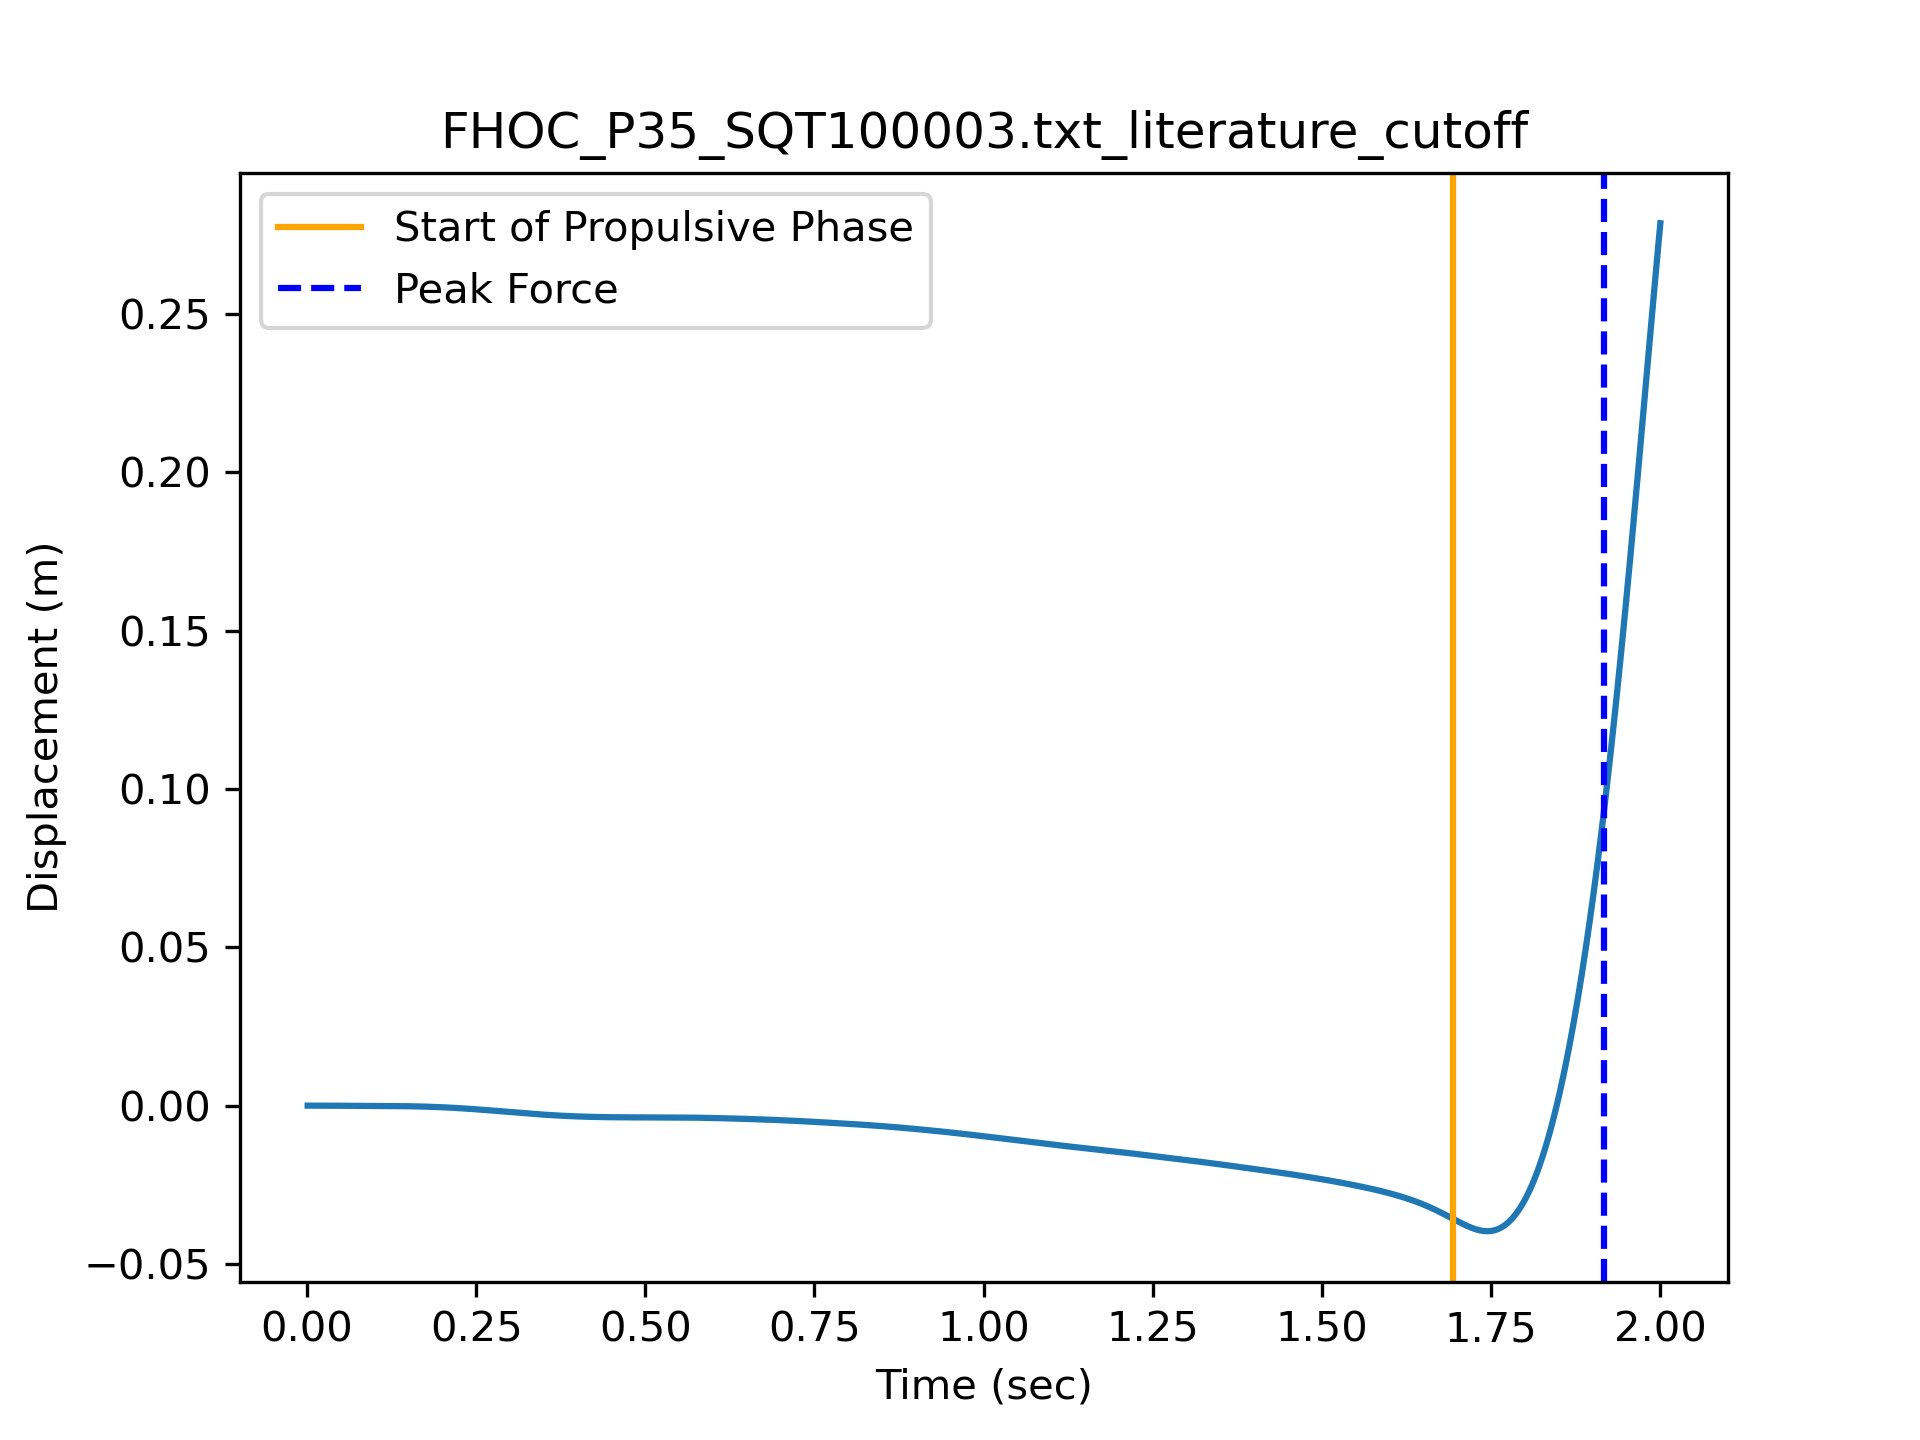 FHOC_P35_SQT100003.txt_literature_cutoff
Start of Propulsive Phase
Peak Force
Displacement (m)
0.25
0.20
0.15
0.10
0.05
0.00
−0.05
0.00 0.25 0.50 0.75 1.00 1.25 1.50 1.75 2.00
Time (sec)